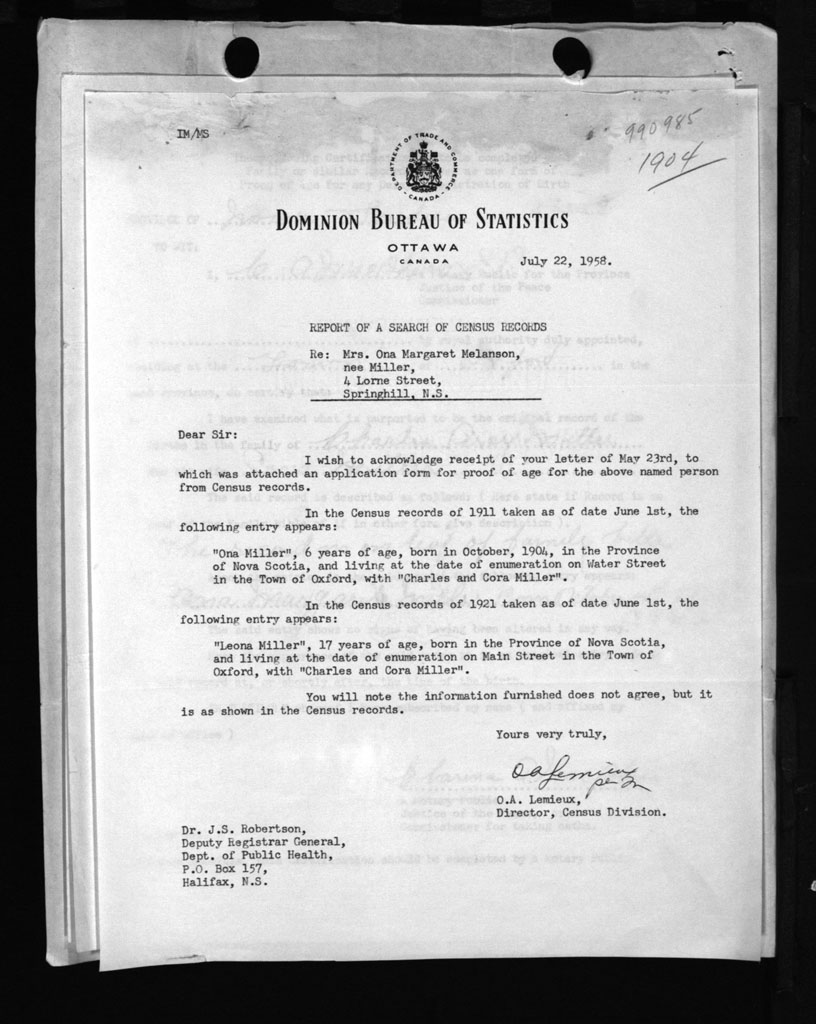 IM/MS
990985
1904
DEPARTMENT OF TRADE AND COMMERCE
- CANADA -
DOMINION BUREAU OF STATISTICS
OTTAWA
CANADA
July 22, 1958.
REPORT OF A SEARCH OF CENSUS RECORDS
Re: Mrs. Ona Margaret Melanson,
nee Miller,
4 Lorne Street,
Springhill, N.S.
Dear Sir:
I wish to acknowledge receipt of your letter of May 23rd, to
which was attached an application form for proof of age for the above named person
from Census records.
In the Census records of 1911 taken as of date June 1st, the
following entry appears:
"Ona Miller", 6 years of age, born in October, 1904, in the Province
of Nova Scotia, and living at the date of enumeration on Water Street
in the Town of Oxford, with "Charles and Cora Miller".
In the Census records of 1921 taken as of date June 1st, the
following entry appears:
"Leona Miller", 17 years of age, born in the Province of Nova Scotia,
and living at the date of enumeration on Main Street in the Town of
Oxford, with "Charles and Cora Miller".
You will note the information furnished does not agree, but it
is as shown in the Census records.
Yours very truly,
OALemieux
per
O.A. Lemieux,
Director, Census Division.
Dr. J.S. Robertson,
Deputy Registrar General,
Dept. of Public Health,
P.O. Box 157,
Halifax, N.S.